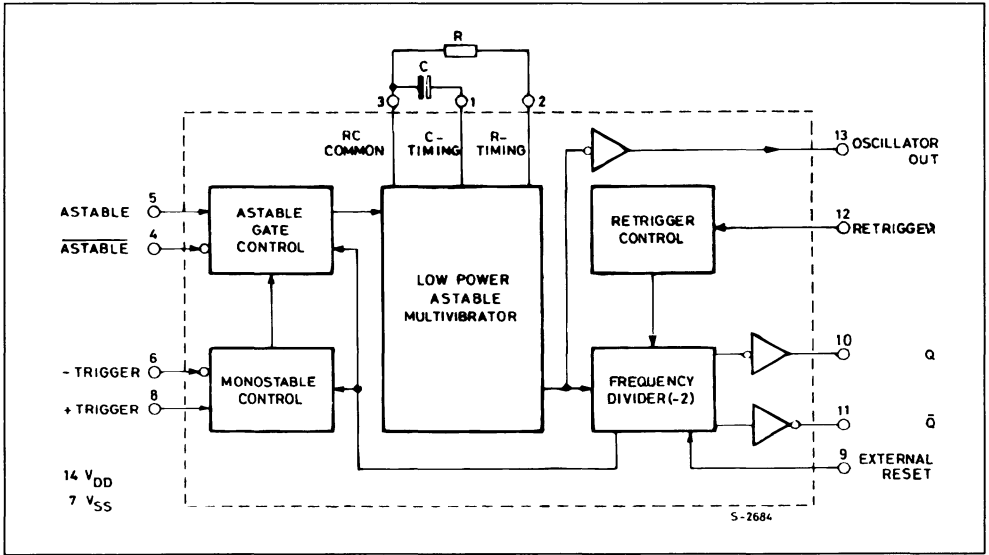 R
C
3
1
2
RC
COMMON
C-
TIMING
R-
TIMING
13
OSCILLATOR
OUT
5
ASTABLE
4
ASTABLE
ASTABLE
GATE
CONTROL
RETRIGGER
CONTROL
12
RETRIGGER
LOW POWER
ASTABLE
MULTIVIBRATOR
6
- TRIGGER
8
+ TRIGGER
MONOSTABLE
CONTROL
FREQUENCY
DIVIDER(-2)
10
Q
11
Q̄
9
EXTERNAL
RESET
14 VDD
7 VSS
S-2684